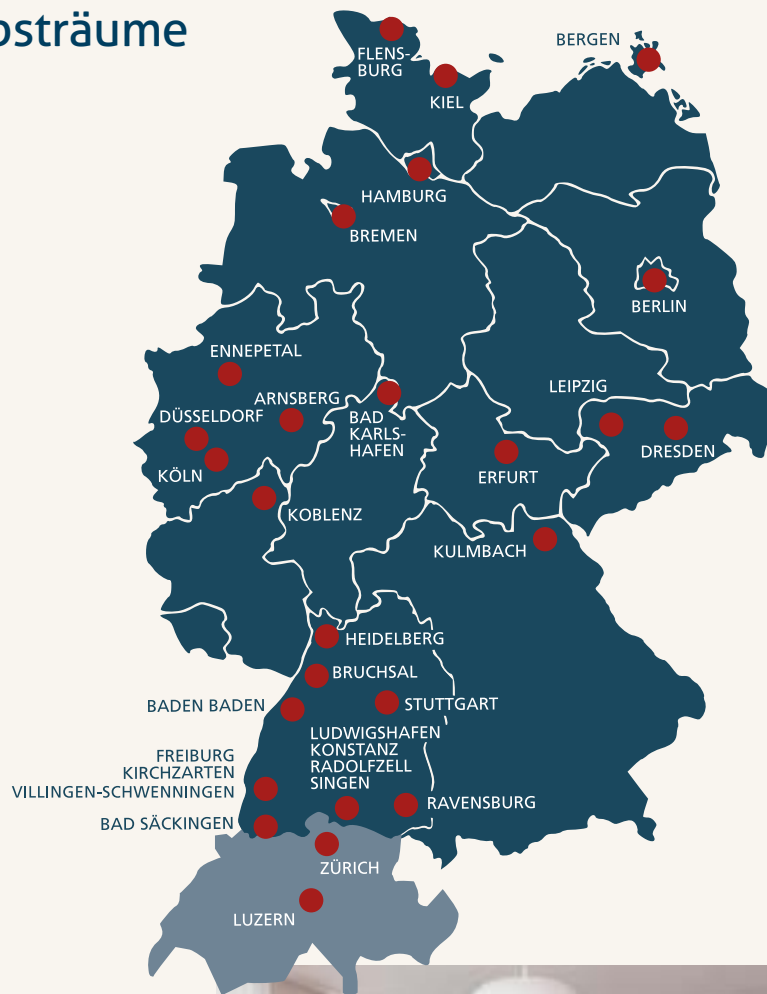 FLENS-
BURG
BERGEN
KIEL
HAMBURG
BREMEN
BERLIN
ENNEPETAL
ARNSBERG
LEIPZIG
DÜSSELDORF
BAD
KARLS-
HAFEN
DRESDEN
KÖLN
ERFURT
KOBLENZ
KULMBACH
HEIDELBERG
BRUCHSAL
BADEN BADEN
STUTTGART
LUDWIGSHAFEN
KONSTANZ
RADOLFZELL
SINGEN
FREIBURG
KIRCHZARTEN
VILLINGEN-SCHWENNINGEN
RAVENSBURG
BAD SÄCKINGEN
ZÜRICH
LUZERN